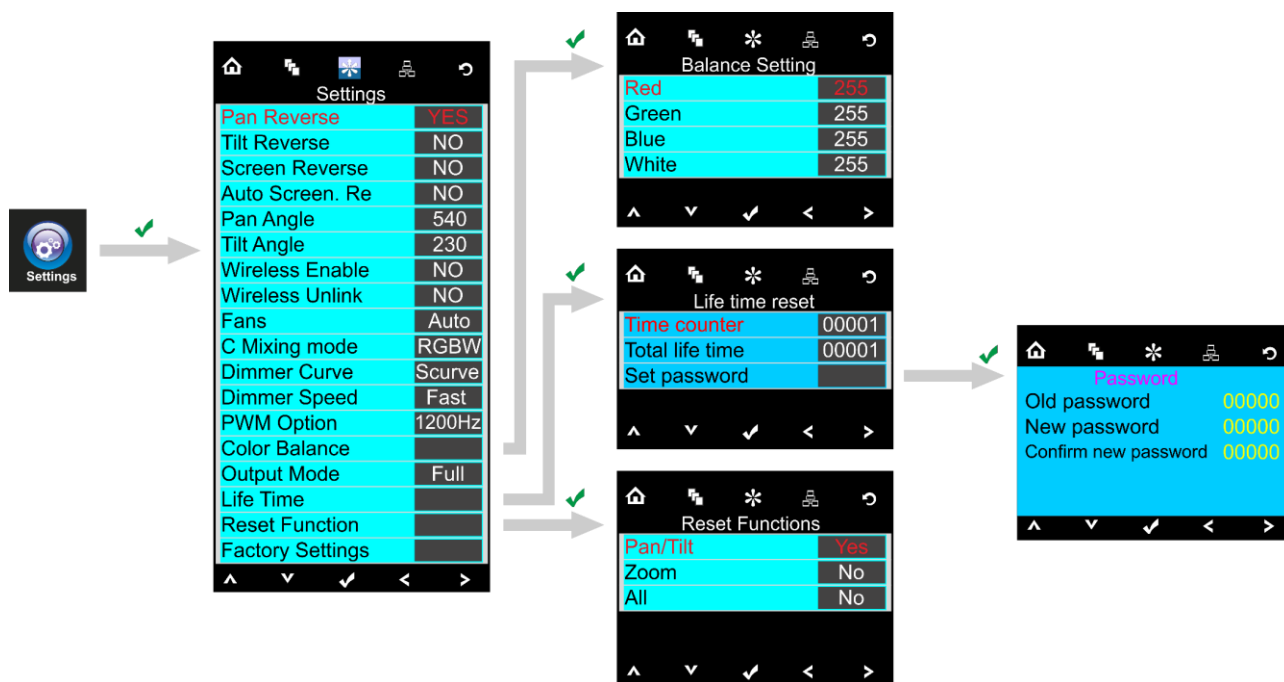 Settings
Settings
Pan Reverse YES
Tilt Reverse NO
Screen Reverse NO
Auto Screen. Re NO
Pan Angle 540
Tilt Angle 230
Wireless Enable NO
Wireless Unlink NO
Fans Auto
C Mixing mode RGBW
Dimmer Curve Scurve
Dimmer Speed Fast
PWM Option 1200Hz
Color Balance
Output Mode Full
Life Time
Reset Function
Factory Settings
Balance Setting
Red 255
Green 255
Blue 255
White 255
Life time reset
Time counter 00001
Total life time 00001
Set password
Reset Functions
Pan/Tilt Yes
Zoom No
All No
Password
Old password 00000
New password 00000
Confirm new password 00000